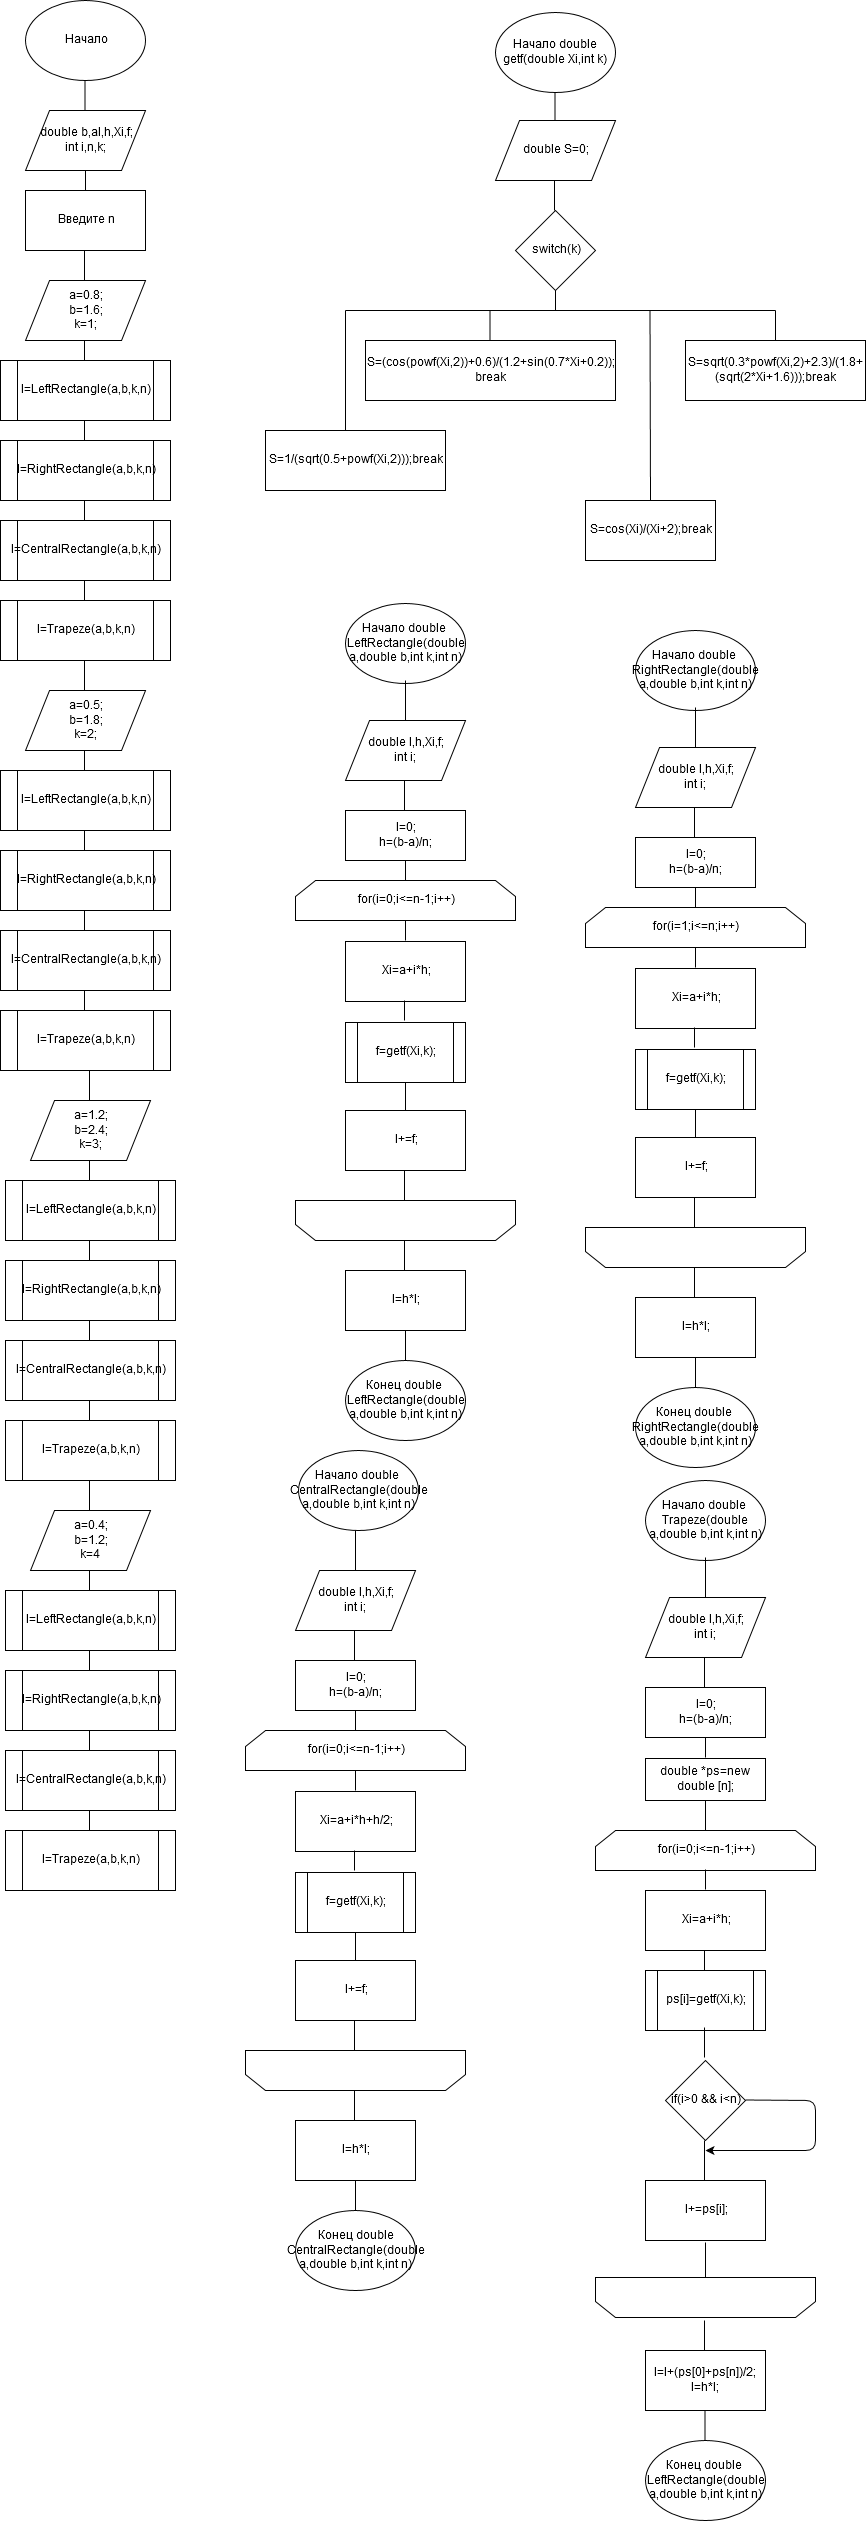 Начало
double b,aI,h,Xi,f;
int i,n,k;
Введите n
a=0.8;
b=1.6;
k=1;
I=LeftRectangle(a,b,k,n)
I=RightRectangle(a,b,k,n)
I=CentralRectangle(a,b,k,n)
I=Trapeze(a,b,k,n)
a=0.5;
b=1.8;
k=2;
I=LeftRectangle(a,b,k,n)
I=RightRectangle(a,b,k,n)
I=CentralRectangle(a,b,k,n)
I=Trapeze(a,b,k,n)
a=1.2;
b=2.4;
k=3;
I=LeftRectangle(a,b,k,n)
I=RightRectangle(a,b,k,n)
I=CentralRectangle(a,b,k,n)
I=Trapeze(a,b,k,n)
a=0.4;
b=1.2;
k=4
I=LeftRectangle(a,b,k,n)
I=RightRectangle(a,b,k,n)
I=CentralRectangle(a,b,k,n)
I=Trapeze(a,b,k,n)
Начало double
getf(double Xi,int k)
double S=0;
switch(k)
S=1/(sqrt(0.5+powf(Xi,2)));break
S=(cos(powf(Xi,2))+0.6)/(1.2+sin(0.7*Xi+0.2));
break
S=cos(Xi)/(Xi+2);break
S=sqrt(0.3*powf(Xi,2)+2.3)/(1.8+
(sqrt(2*Xi+1.6)));break
Начало double
LeftRectangle(double
a,double b,int k,int n)
double I,h,Xi,f;
int i;
I=0;
h=(b-a)/n;
for(i=0;i<=n-1;i++)
Xi=a+i*h;
f=getf(Xi,k);
I+=f;
I=h*I;
Конец double
LeftRectangle(double
a,double b,int k,int n)
Начало double
RightRectangle(double
a,double b,int k,int n)
double I,h,Xi,f;
int i;
I=0;
h=(b-a)/n;
for(i=1;i<=n;i++)
Xi=a+i*h;
f=getf(Xi,k);
I+=f;
I=h*I;
Конец double
RightRectangle(double
a,double b,int k,int n)
Начало double
CentralRectangle(double
a,double b,int k,int n)
double I,h,Xi,f;
int i;
I=0;
h=(b-a)/n;
for(i=0;i<=n-1;i++)
Xi=a+i*h+h/2;
f=getf(Xi,k);
I+=f;
I=h*I;
Конец double
CentralRectangle(double
a,double b,int k,int n)
Начало double
Trapeze(double
a,double b,int k,int n)
double I,h,Xi,f;
int i;
I=0;
h=(b-a)/n;
double *ps=new
double [n];
for(i=0;i<=n-1;i++)
Xi=a+i*h;
ps[i]=getf(Xi,k);
if(i>0 && i<n)
I+=ps[i];
I=I+(ps[0]+ps[n])/2;
I=h*I;
Конец double
LeftRectangle(double
a,double b,int k,int n)